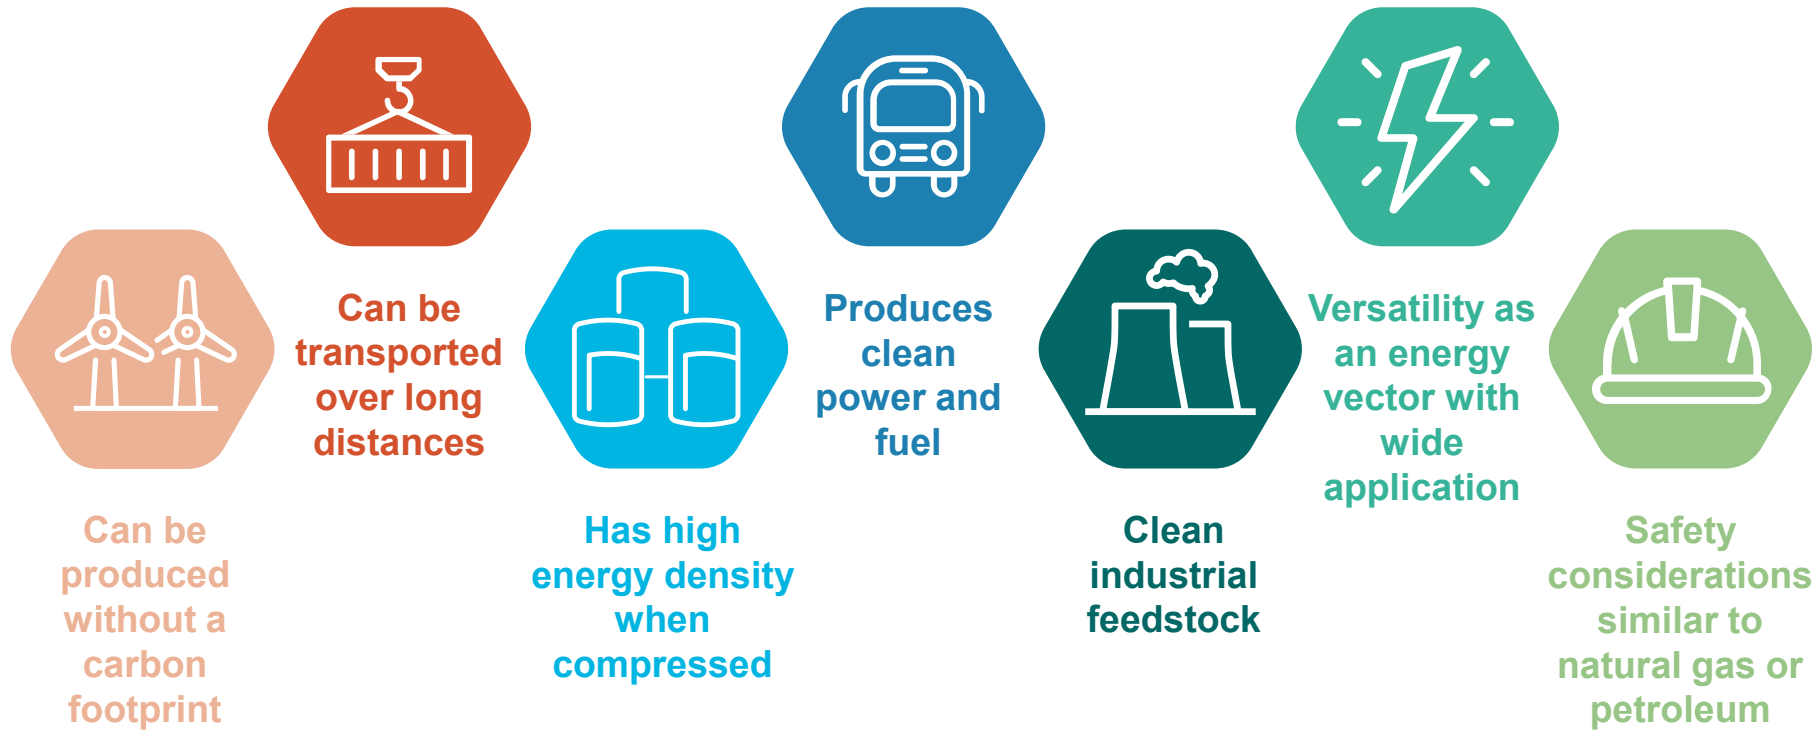 Can be
produced
without a
carbon
footprint
Can be
transported
over long
distances
Has high
energy density
when
compressed
Produces
clean
power and
fuel
Clean
industrial
feedstock
Versatility as
an energy
vector with
wide
application
Safety
considerations
similar to
natural gas or
petroleum